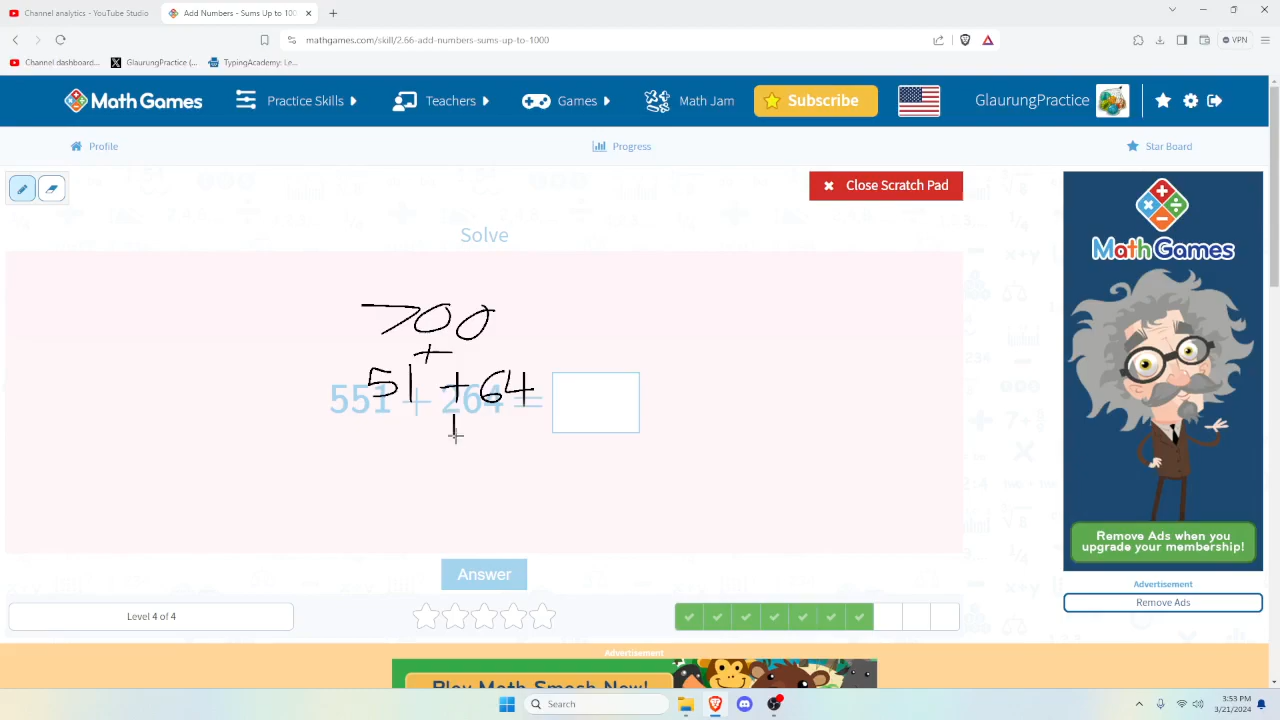 Channel analytics - YouTube Studio
Add Numbers - Sums Up to 100
mathgames.com/skill/2.66-add-numbers-sums-up-to-1000
VPN
Channel dashboard...
GlaurungPractice (...
TypingAcademy: Le...
Math Games
Practice Skills
Teachers
Games
Math Jam
Subscribe
GlaurungPractice
Profile
Progress
Star Board
Close Scratch Pad
Solve
700
+
51 + 64
551 + 264 =
Answer
Level 4 of 4
MathGames
Remove Ads when you
upgrade your membership!
Advertisement
Remove Ads
Advertisement
Play Math Smash Now!
Search
3:53 PM
3/21/2024